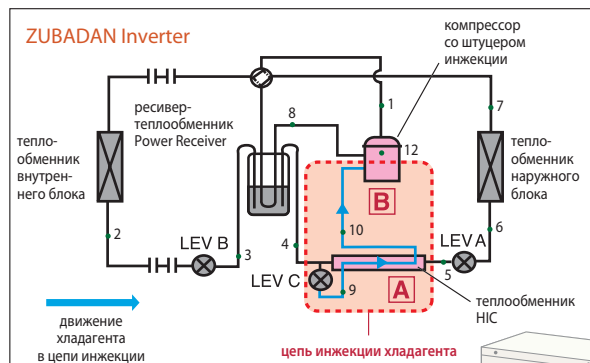 ZUBADAN Inverter
компрессор
со штуцером
инжекции
ресивер-
теплообменник
Power Receiver
8
1
7
тепло-
обменник
внутрен-
него блока
12
тепло-
обменник
наружного
блока
B
2
LEV B
3
4
10
LEV A
6
5
LEV C
9
A
теплообменник
HIC
движение
хладагента
в цепи инжекции
цепь инжекции хладагента